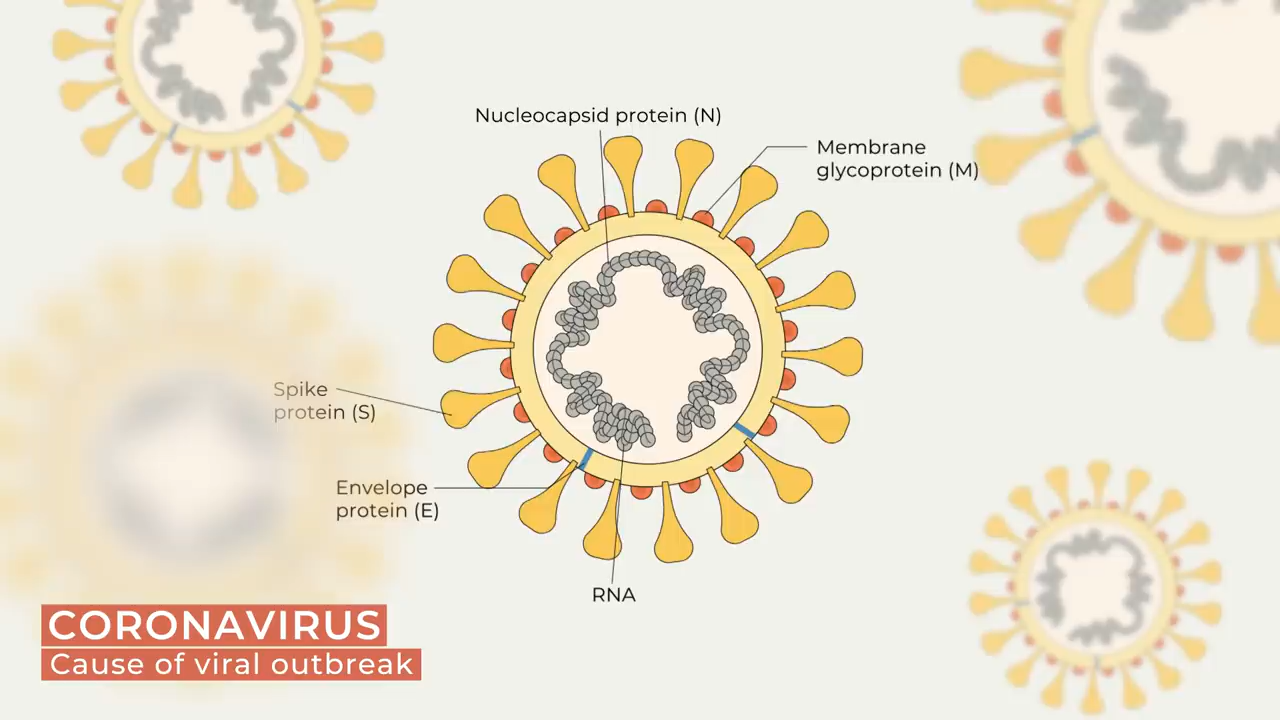 Nucleocapsid protein (N)
Membrane
glycoprotein (M)
Spike
protein (S)
Envelope
protein (E)
RNA
CORONAVIRUS
Cause of viral outbreak